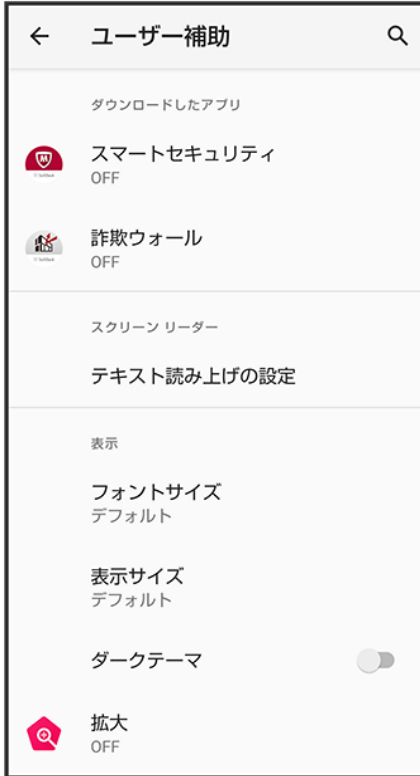 ユーザー補助
ダウンロードしたアプリ
スマートセキュリティ
OFF
詐欺ウォール
OFF
スクリーン リーダー
テキスト読み上げの設定
表示
フォントサイズ
デフォルト
表示サイズ
デフォルト
ダークテーマ
拡大
OFF